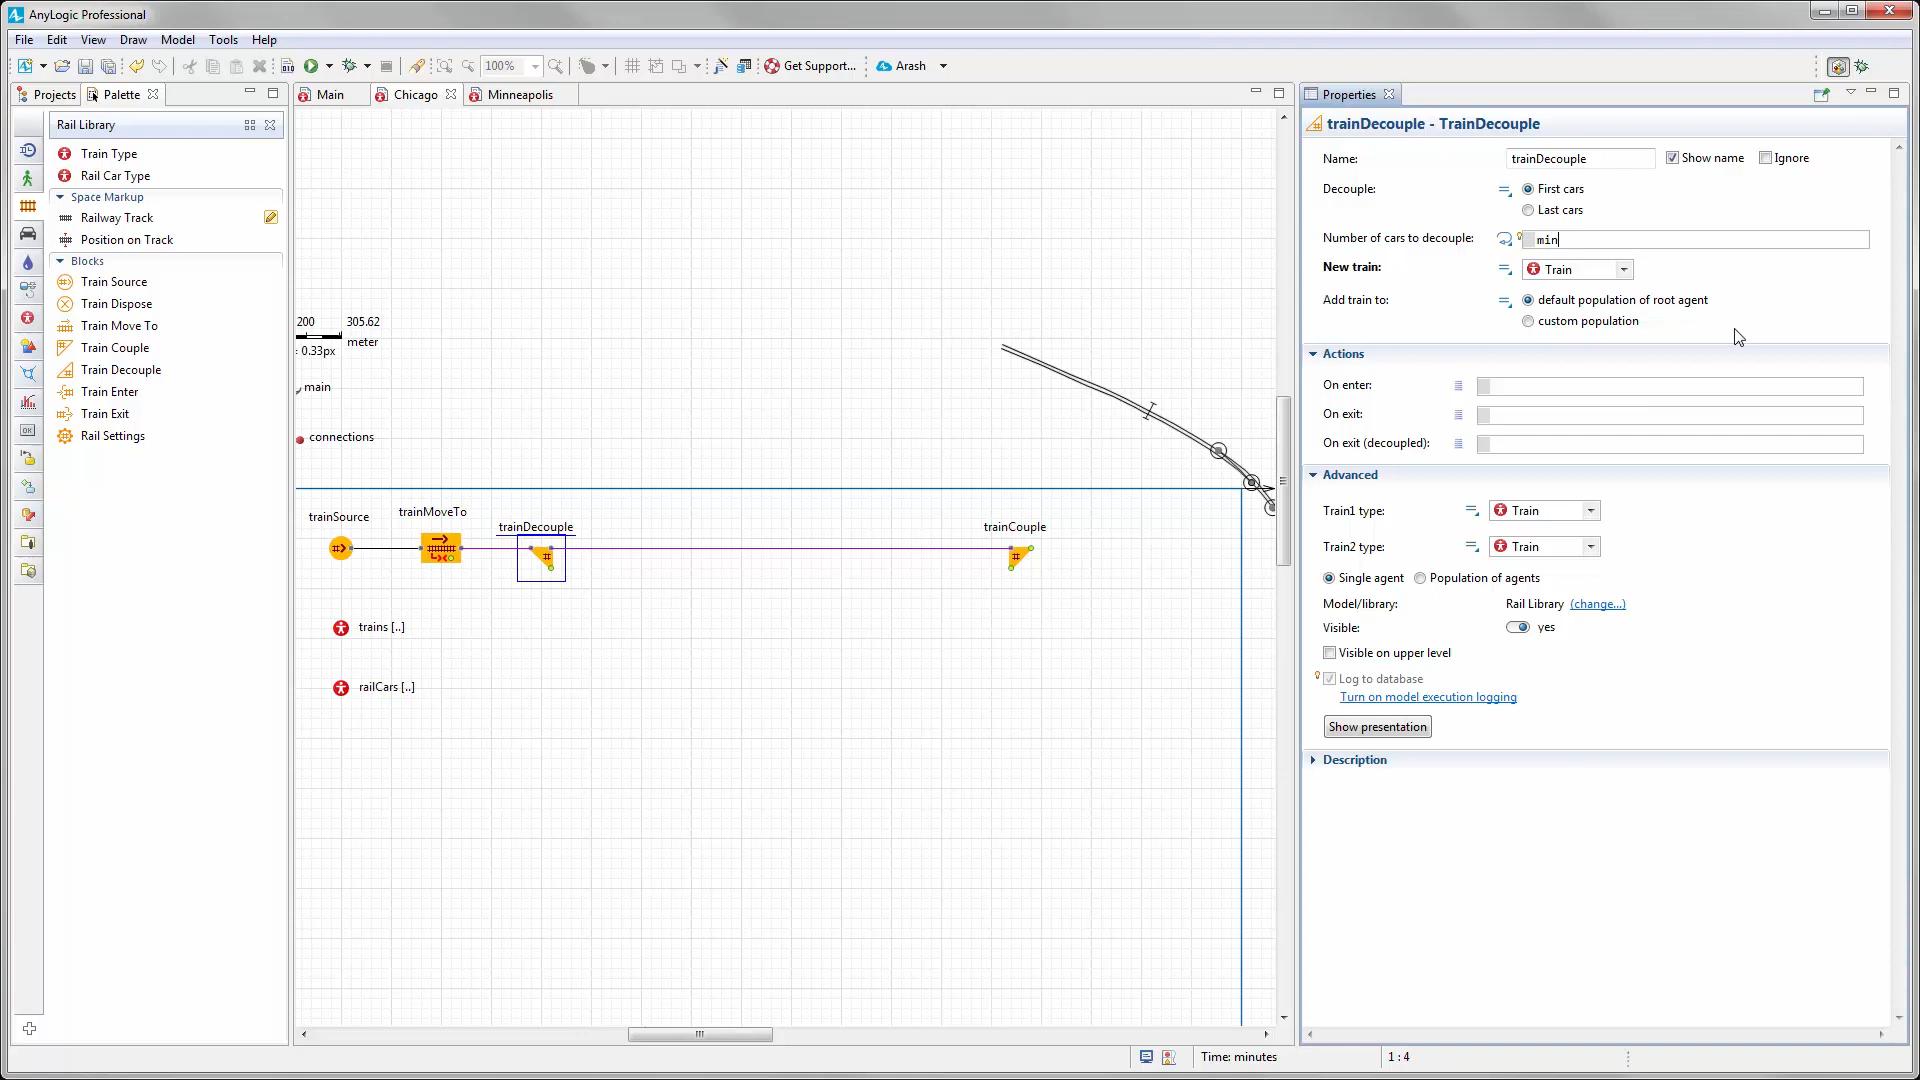 AnyLogic Professional
File Edit View Draw Model Tools Help
100% Get Support... Arash
Projects Palette
Rail Library
Train Type
Rail Car Type
Space Markup
Railway Track
Position on Track
Blocks
Train Source
Train Dispose
Train Move To
Train Couple
Train Decouple
Train Enter
Train Exit
Rail Settings
Main Chicago Minneapolis
200 305.62
meter
: 0.33px
main
connections
trainSource trainMoveTo trainDecouple trainCouple
trains [..]
railCars [..]
Properties
trainDecouple - TrainDecouple
Name: trainDecouple Show name Ignore
Decouple: First cars
Last cars
Number of cars to decouple: min
New train: Train
Add train to: default population of root agent
custom population
Actions
On enter:
On exit:
On exit (decoupled):
Advanced
Train1 type: Train
Train2 type: Train
Single agent Population of agents
Model/library: Rail Library (change...)
Visible: yes
Visible on upper level
Log to database
Turn on model execution logging
Show presentation
Description
Time: minutes 1 : 4